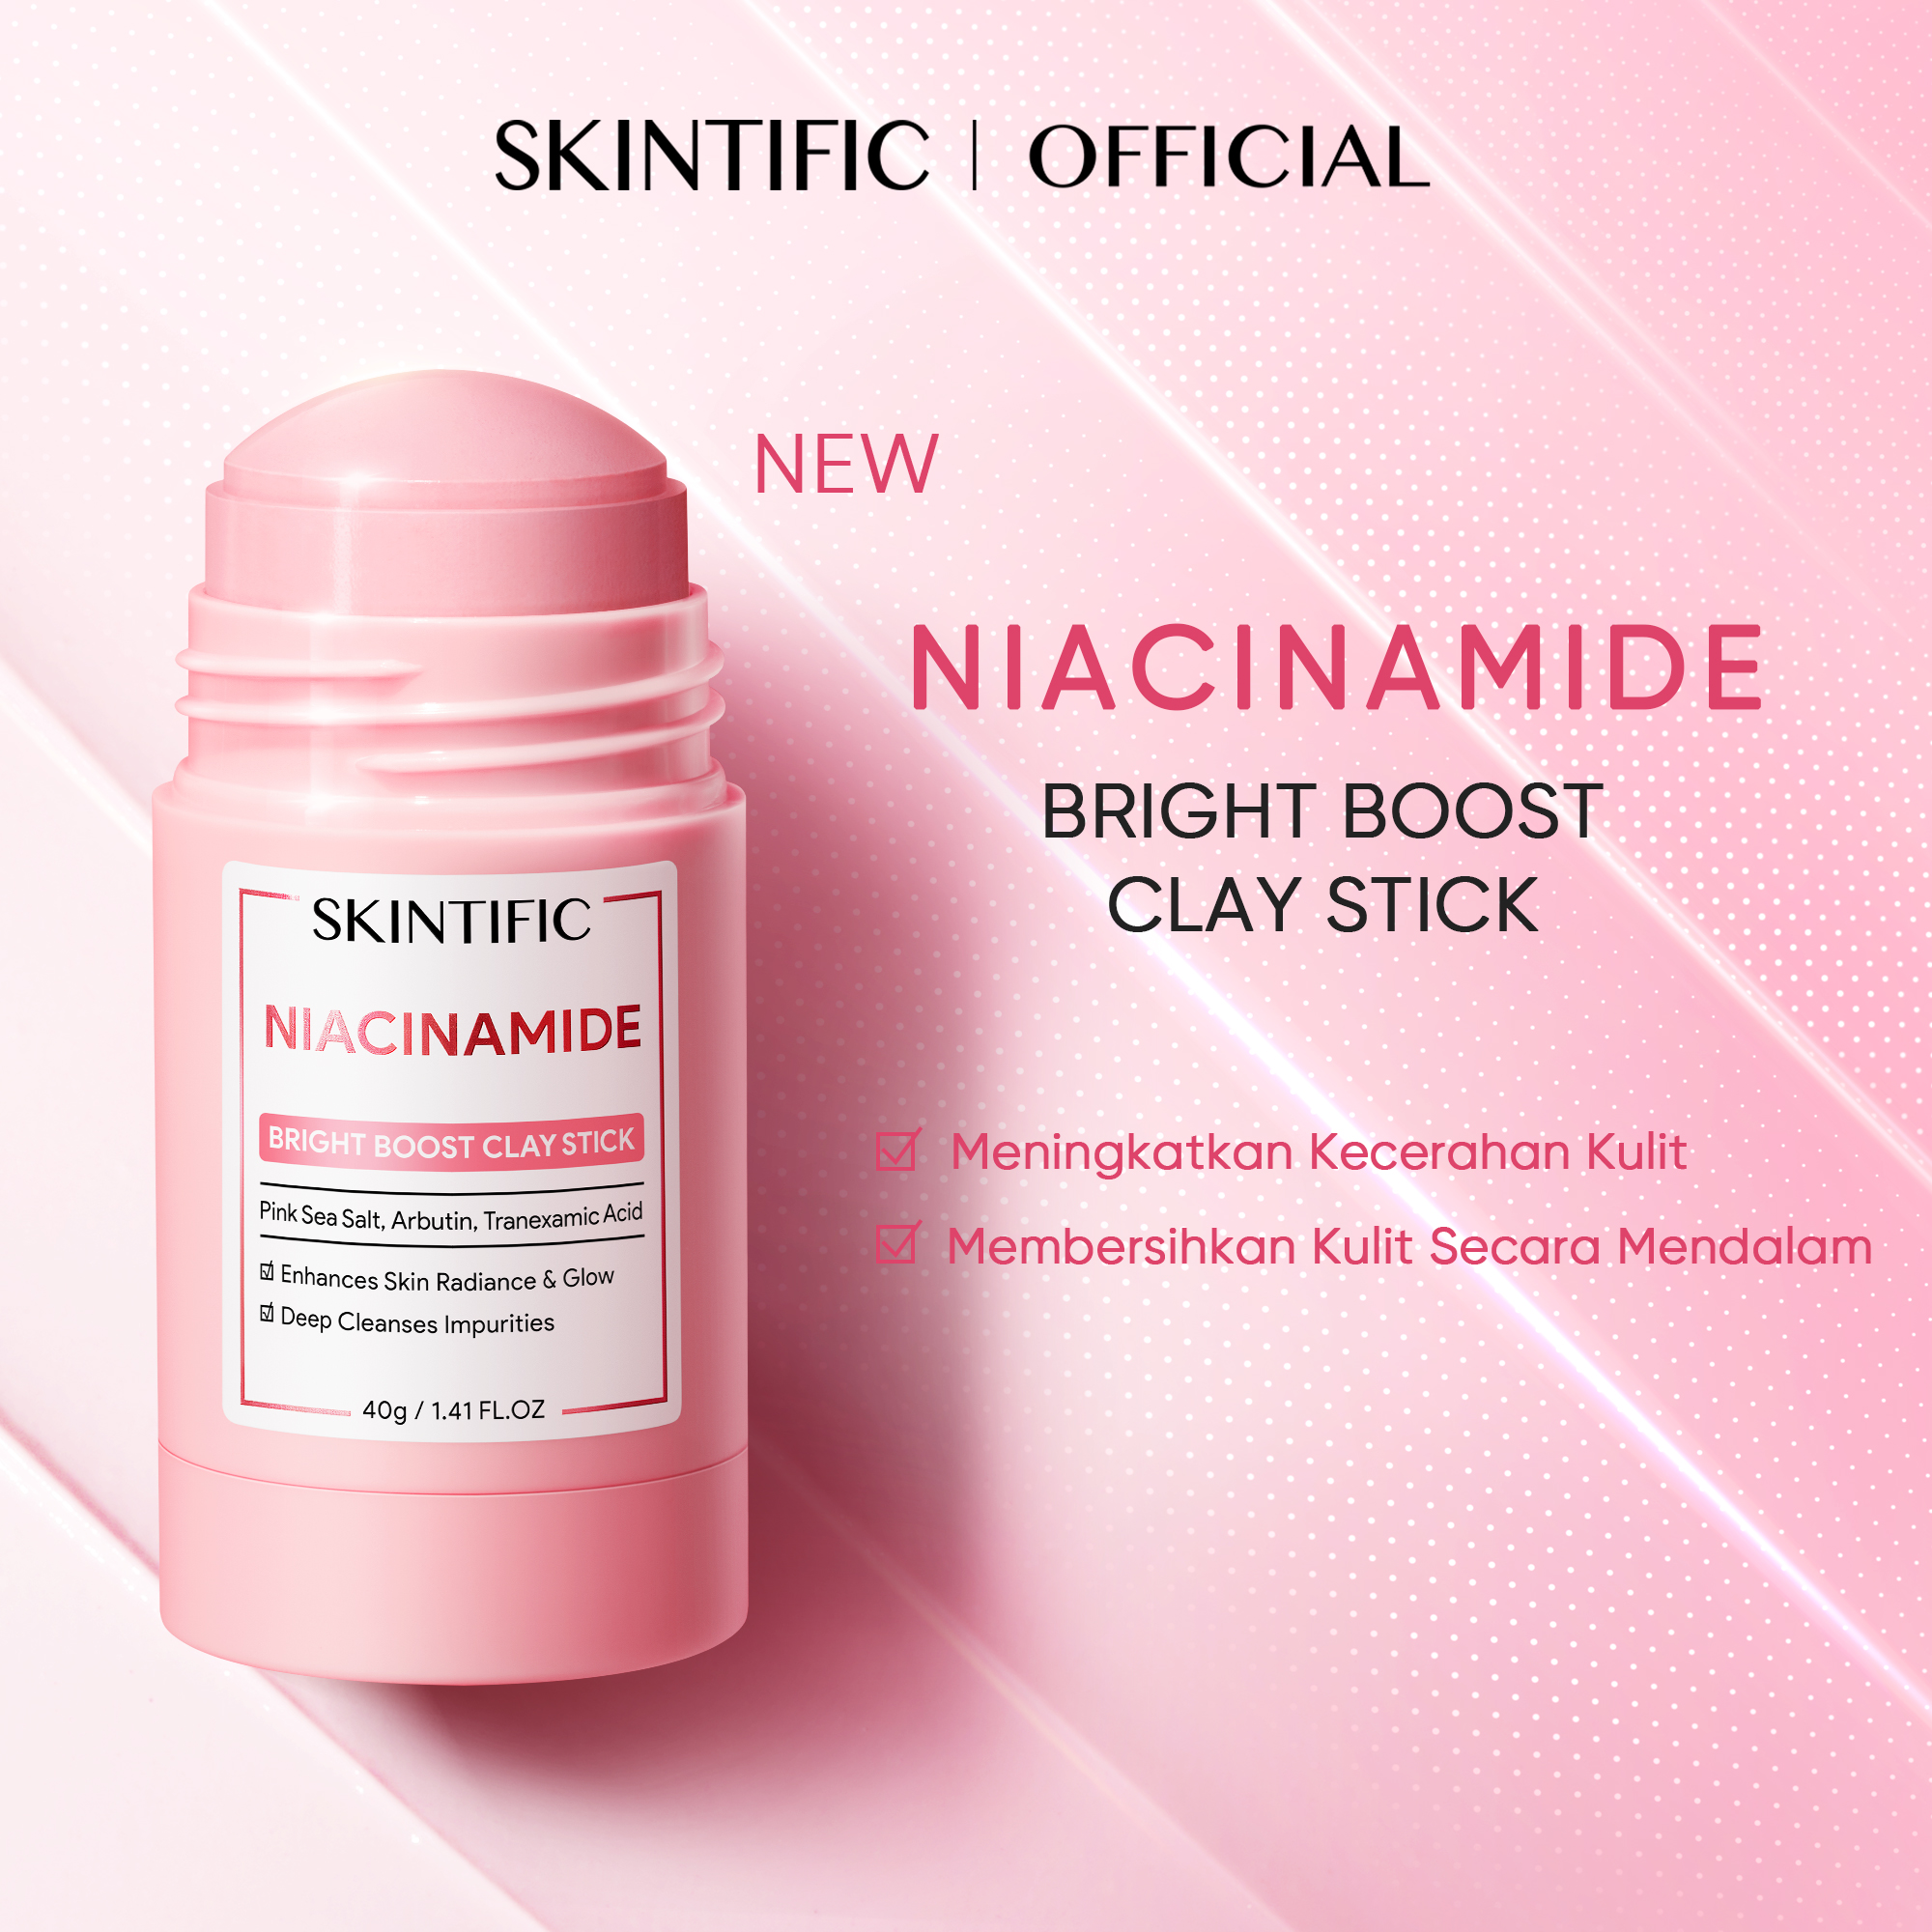 SKINTIFIC | OFFICIAL
NEW
NIACINAMIDE
BRIGHT BOOST
CLAY STICK
Meningkatkan Kecerahan Kulit
Membersihkan Kulit Secara Mendalam
SKINTIFIC
NIACINAMIDE
BRIGHT BOOST CLAY STICK
Pink Sea Salt, Arbutin, Tranexamic Acid
Enhances Skin Radiance & Glow
Deep Cleanses Impurities
40g / 1.41 FL.OZ